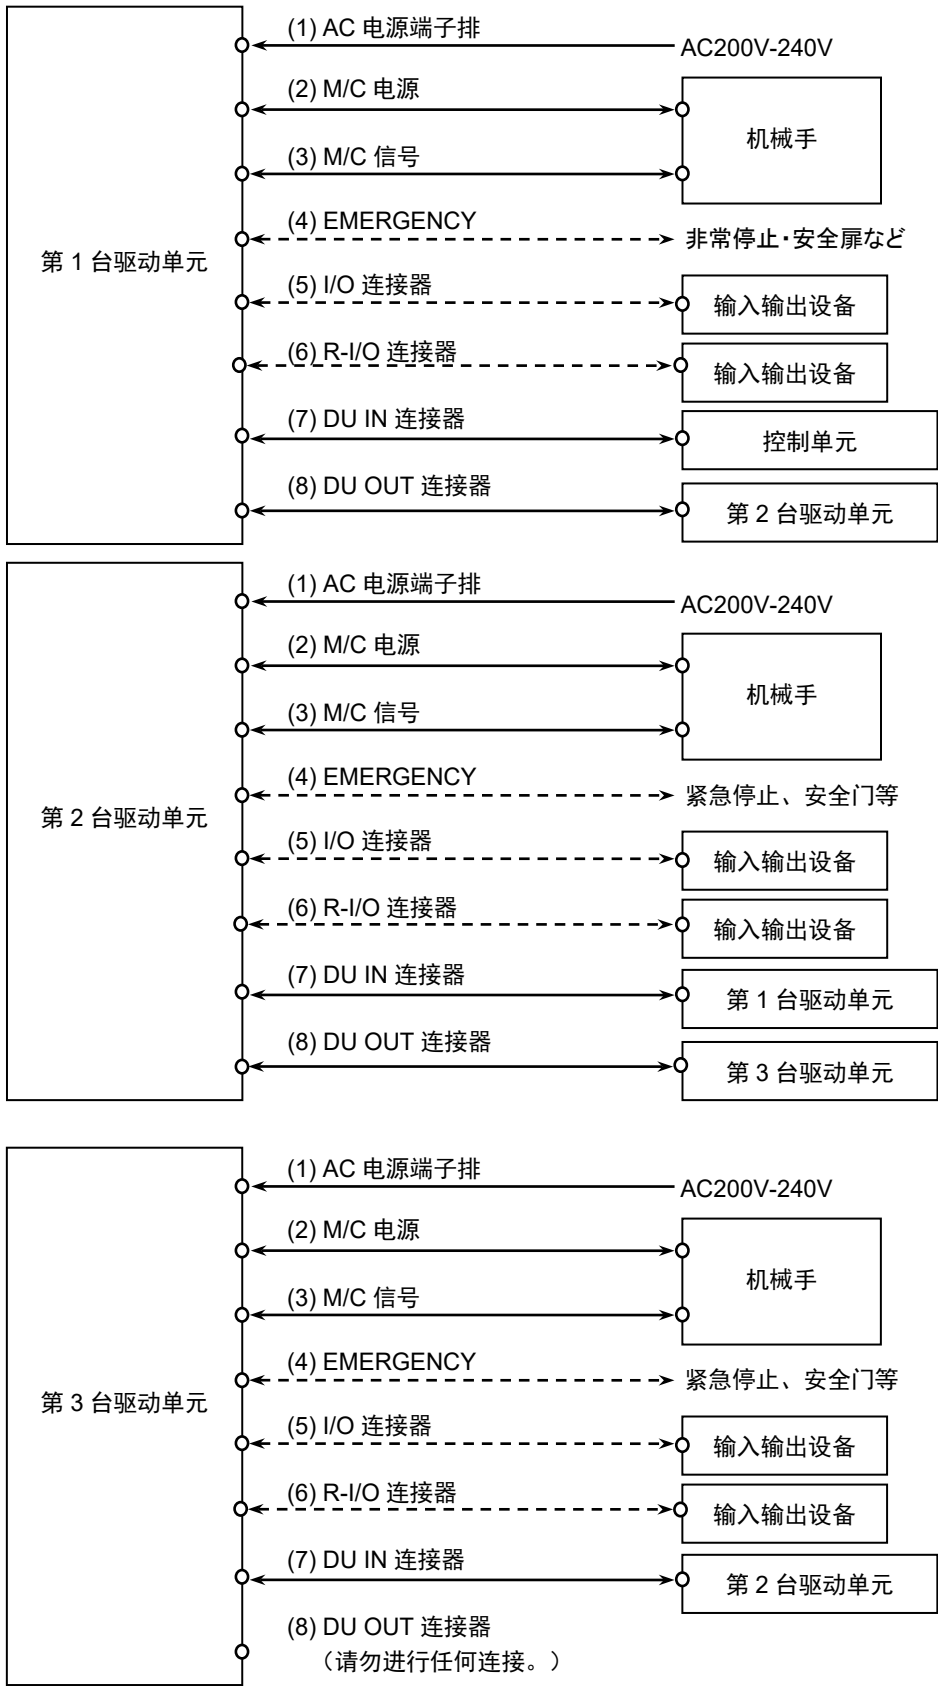 (1) AC 电源端子排
AC200V-240V
(2) M/C 电源
机械手
(3) M/C 信号
(4) EMERGENCY
非常停止・安全扉など
第 1 台驱动单元
(5) I/O 连接器
输入输出设备
(6) R-I/O 连接器
输入输出设备
(7) DU IN 连接器
控制单元
(8) DU OUT 连接器
第 2 台驱动单元
(1) AC 电源端子排
AC200V-240V
(2) M/C 电源
机械手
(3) M/C 信号
(4) EMERGENCY
紧急停止、安全门等
第 2 台驱动单元
(5) I/O 连接器
输入输出设备
(6) R-I/O 连接器
输入输出设备
(7) DU IN 连接器
第 1 台驱动单元
(8) DU OUT 连接器
第 3 台驱动单元
(1) AC 电源端子排
AC200V-240V
(2) M/C 电源
机械手
(3) M/C 信号
(4) EMERGENCY
紧急停止、安全门等
第 3 台驱动单元
(5) I/O 连接器
输入输出设备
(6) R-I/O 连接器
输入输出设备
(7) DU IN 连接器
第 2 台驱动单元
(8) DU OUT 连接器
（请勿进行任何连接。）